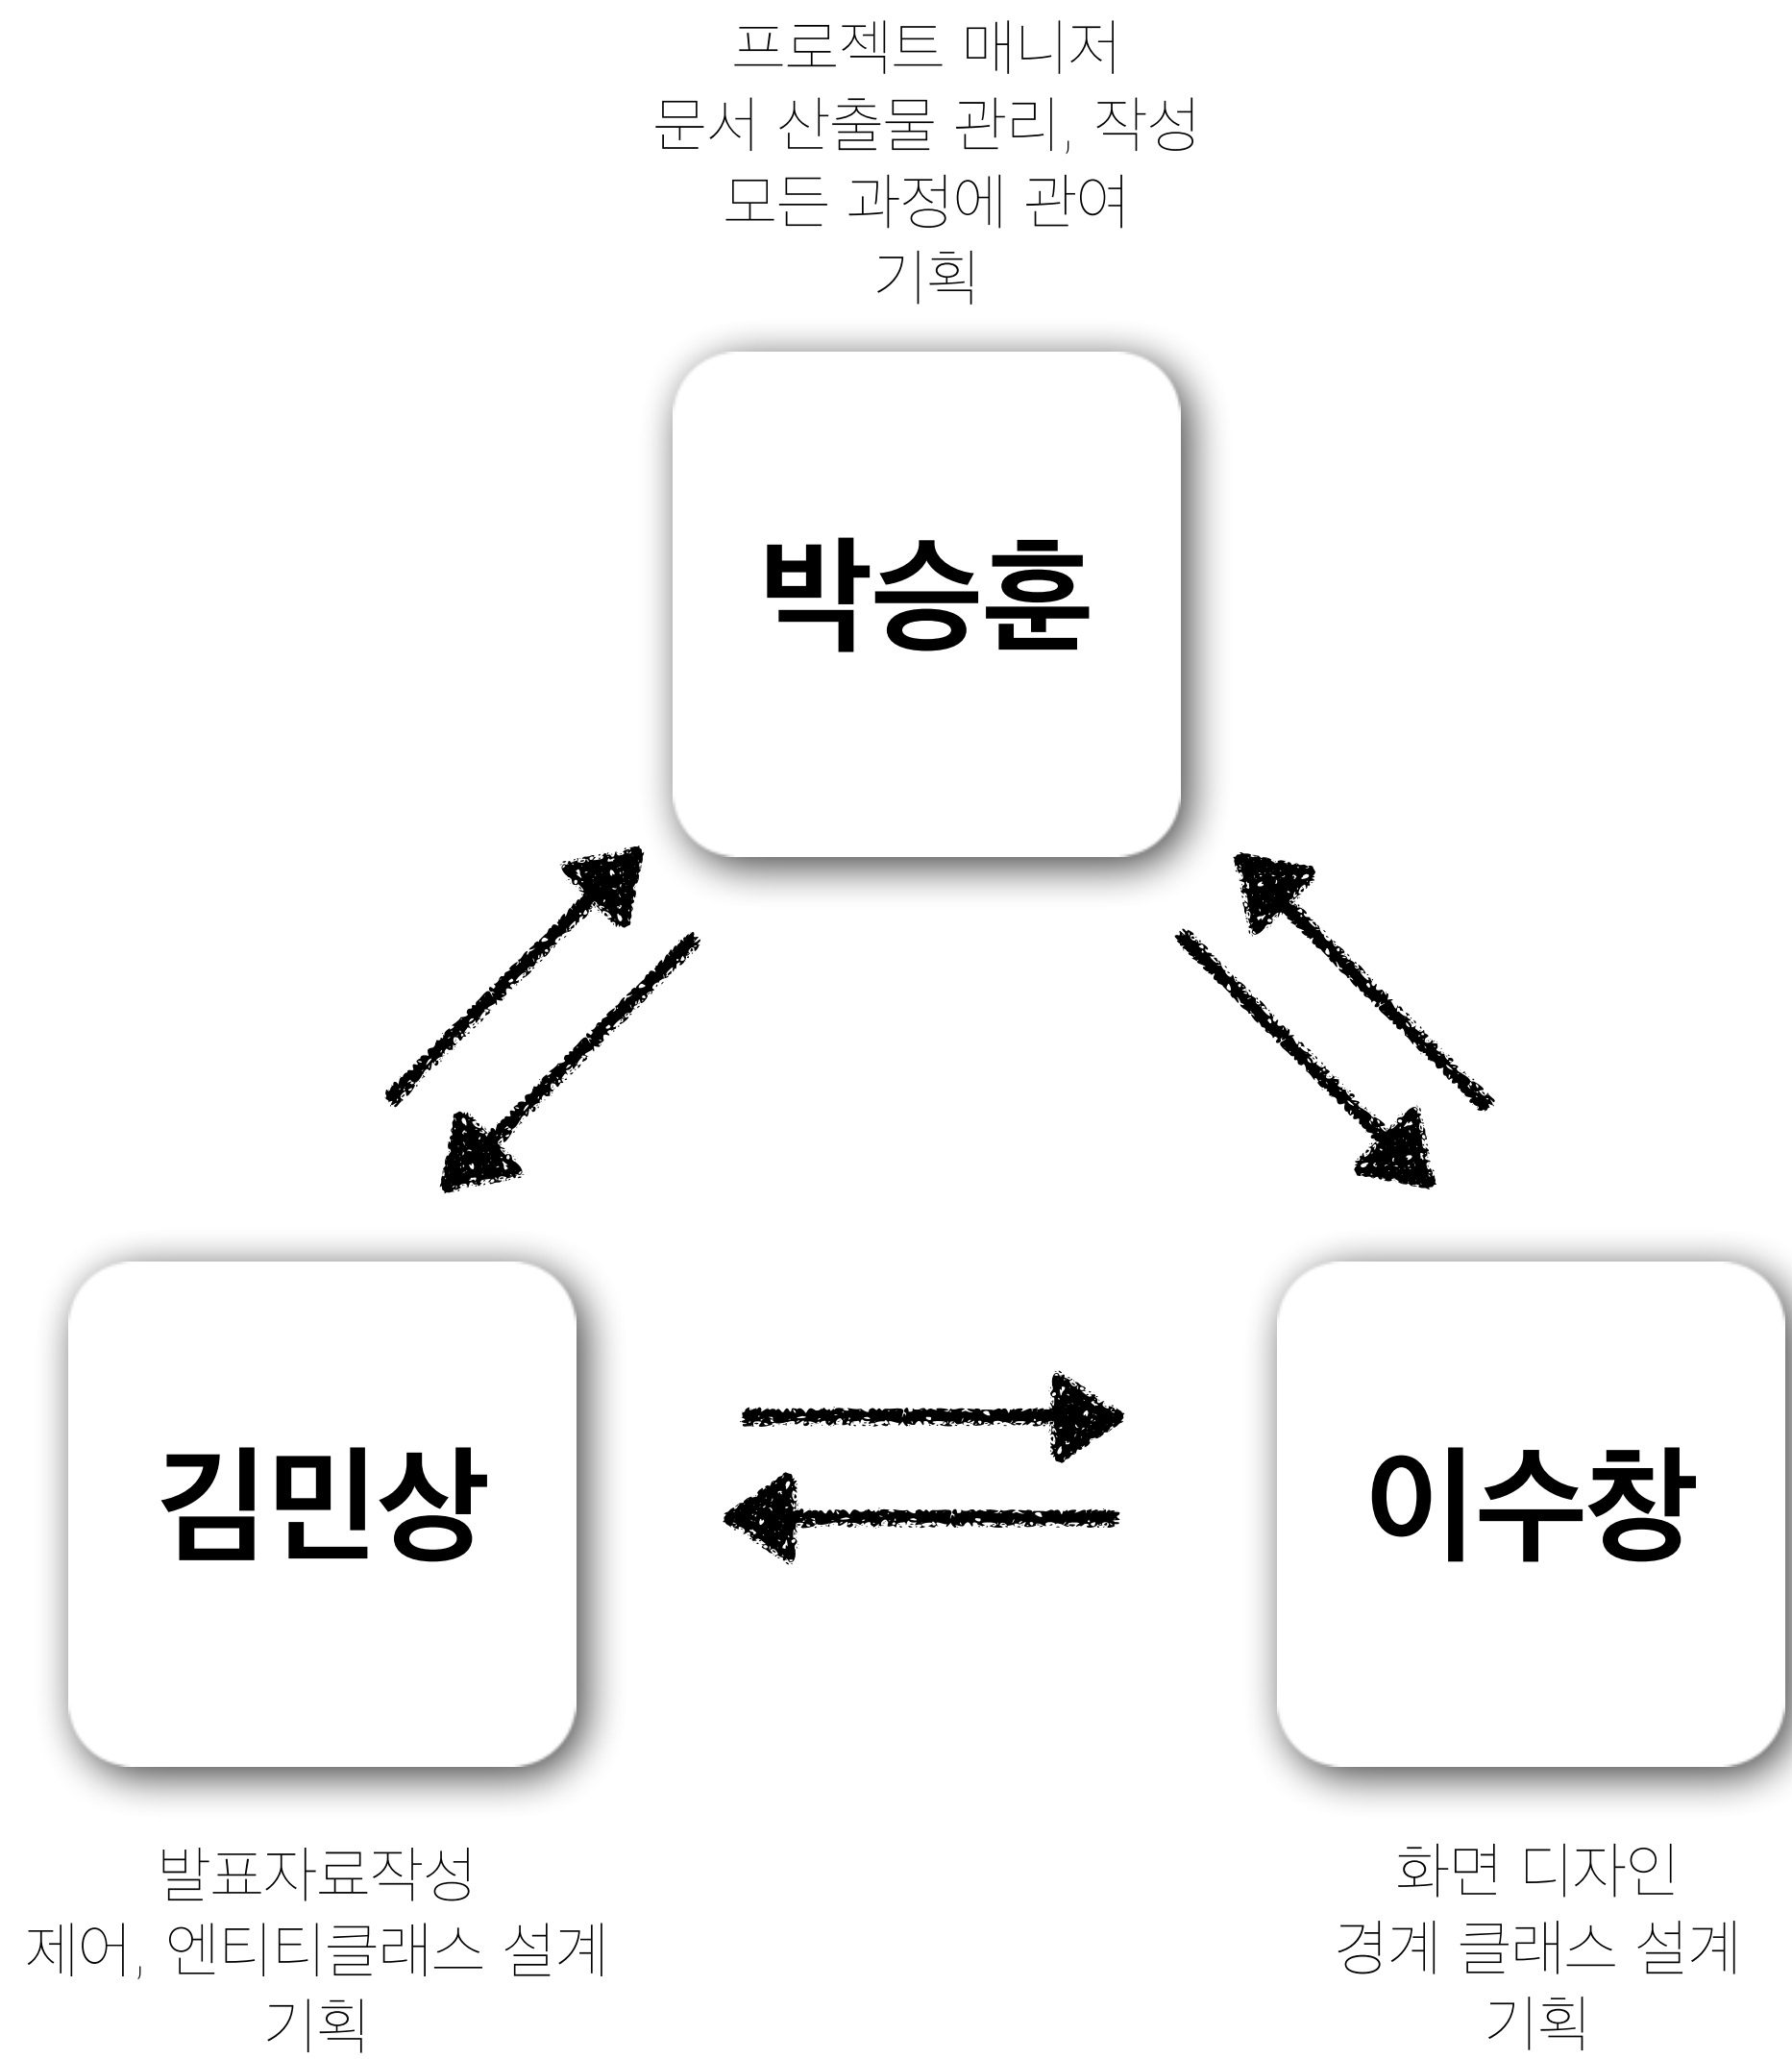 프로젝트 매니저
문서 산출물 관리, 작성
모든 과정에 관여
기획
박승훈
김민상
이수창
발표자료작성
제어, 엔티티클래스 설계
기획
화면 디자인
경계 클래스 설계
기획